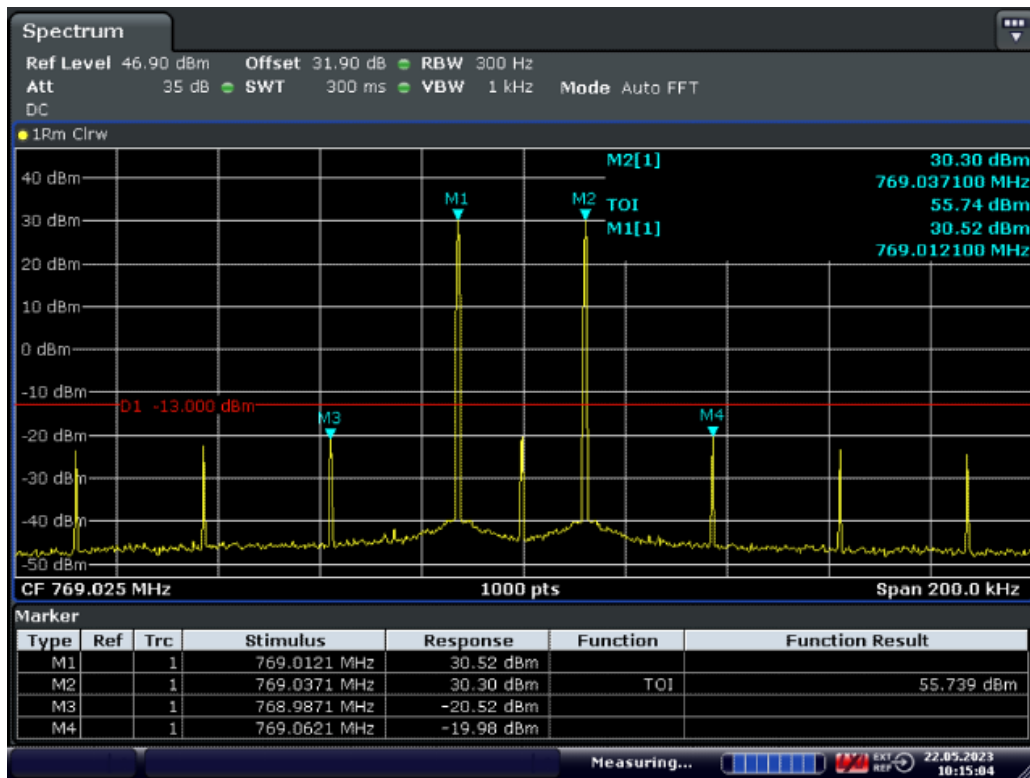 Spectrum
Ref Level 46.90 dBm Offset 31.90 dB RBW 300 Hz
Att 35 dB SWT 300 ms VBW 1 kHz Mode Auto FFT
DC
1Rm Clrw
M2[1] 30.30 dBm
769.037100 MHz
TOI 55.74 dBm
M1[1] 30.52 dBm
769.012100 MHz
40 dBm
M1 M2
30 dBm
20 dBm
10 dBm
0 dBm
-10 dBm
D1 -13.000 dBm
M3 M4
-20 dBm
-30 dBm
-40 dBm
-50 dBm
CF 769.025 MHz 1000 pts Span 200.0 kHz
Marker
Type Ref Trc Stimulus Response Function Function Result
M1 1 769.0121 MHz 30.52 dBm
M2 1 769.0371 MHz 30.30 dBm TOI 55.739 dBm
M3 1 768.9871 MHz -20.52 dBm
M4 1 769.0621 MHz -19.98 dBm
Measuring... EXT REF 22.05.2023
10:15:04